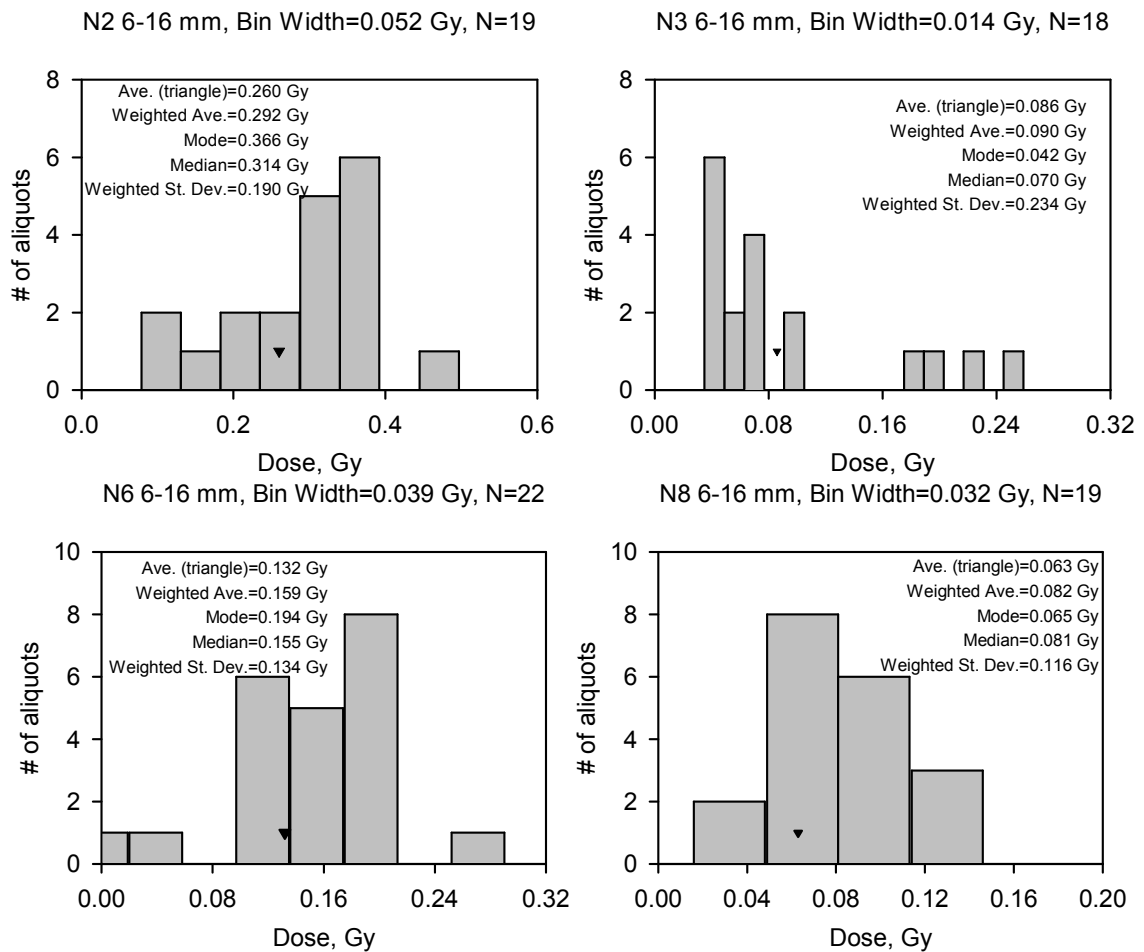 N2 6-16 mm, Bin Width=0.052 Gy, N=19
Ave. (triangle)=0.260 Gy
Weighted Ave.=0.292 Gy
Mode=0.366 Gy
Median=0.314 Gy
Weighted St. Dev.=0.190 Gy
# of aliquots
8
6
4
2
0
0.0 0.2 0.4 0.6
Dose, Gy
N3 6-16 mm, Bin Width=0.014 Gy, N=18
Ave. (triangle)=0.086 Gy
Weighted Ave.=0.090 Gy
Mode=0.042 Gy
Median=0.070 Gy
Weighted St. Dev.=0.234 Gy
# of aliquots
8
6
4
2
0
0.00 0.08 0.16 0.24 0.32
Dose, Gy
N6 6-16 mm, Bin Width=0.039 Gy, N=22
Ave. (triangle)=0.132 Gy
Weighted Ave.=0.159 Gy
Mode=0.194 Gy
Median=0.155 Gy
Weighted St. Dev.=0.134 Gy
# of aliquots
10
8
6
4
2
0
0.00 0.08 0.16 0.24 0.32
Dose, Gy
N8 6-16 mm, Bin Width=0.032 Gy, N=19
Ave. (triangle)=0.063 Gy
Weighted Ave.=0.082 Gy
Mode=0.065 Gy
Median=0.081 Gy
Weighted St. Dev.=0.116 Gy
# of aliquots
10
8
6
4
2
0
0.00 0.04 0.08 0.12 0.16 0.20
Dose, Gy